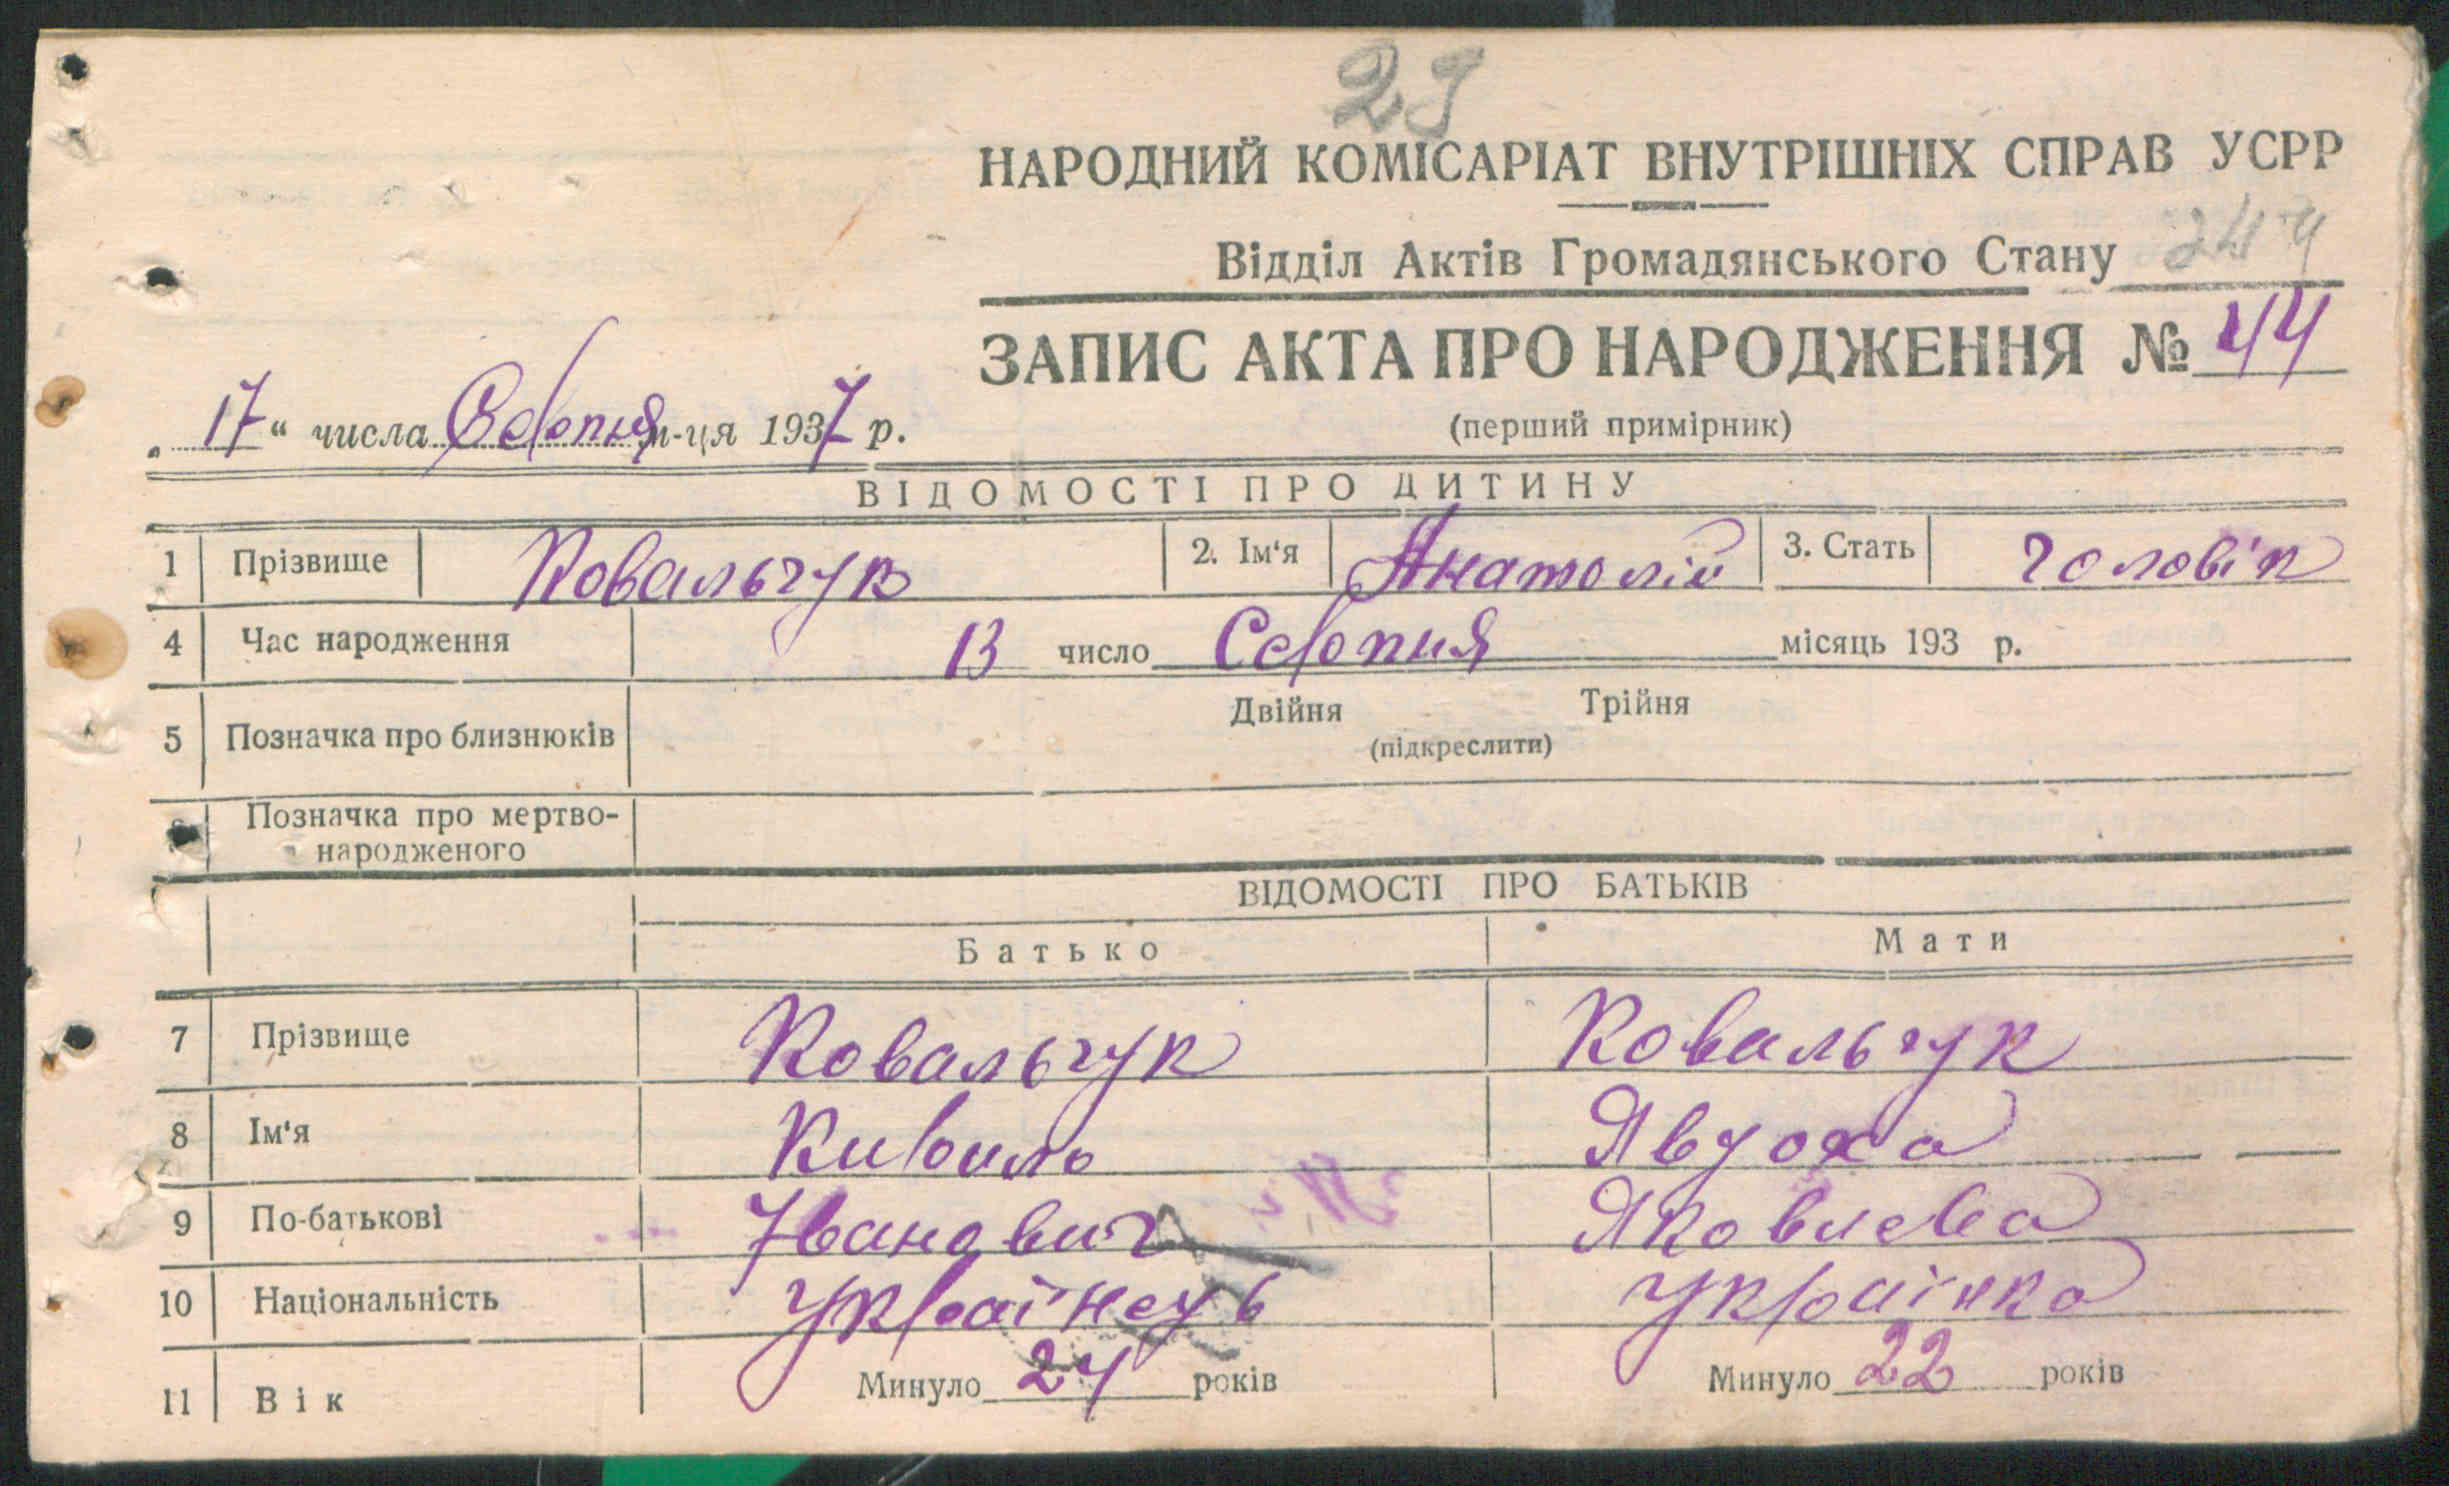 29
НАРОДНИЙ КОМІСАРІАТ ВНУТРІШНІХ СПРАВ УСРР
Відділ Актів Громадянського Стану
ЗАПИС АКТА ПРО НАРОДЖЕННЯ № 44
„17“ числа Серпня м-ця 1937 р.
(перший примірник)
ВІДОМОСТІ ПРО ДИТИНУ
1 Прізвище Ковальчук 2. Ім‘я Анатолій 3. Стать чоловік
4 Час народження 13 число Серпня місяць 193 р.
5 Позначка про близнюків Двійня Трійня
(підкреслити)
Позначка про мертво-
народженого
ВІДОМОСТІ ПРО БАТЬКІВ
Батько Мати
7 Прізвище Ковальчук Ковальчук
8 Ім‘я Кирило Явдоха
9 По-батькові Іванович Яковлева
10 Національність Українець Українка
11 Вік Минуло 24 років Минуло 22 років